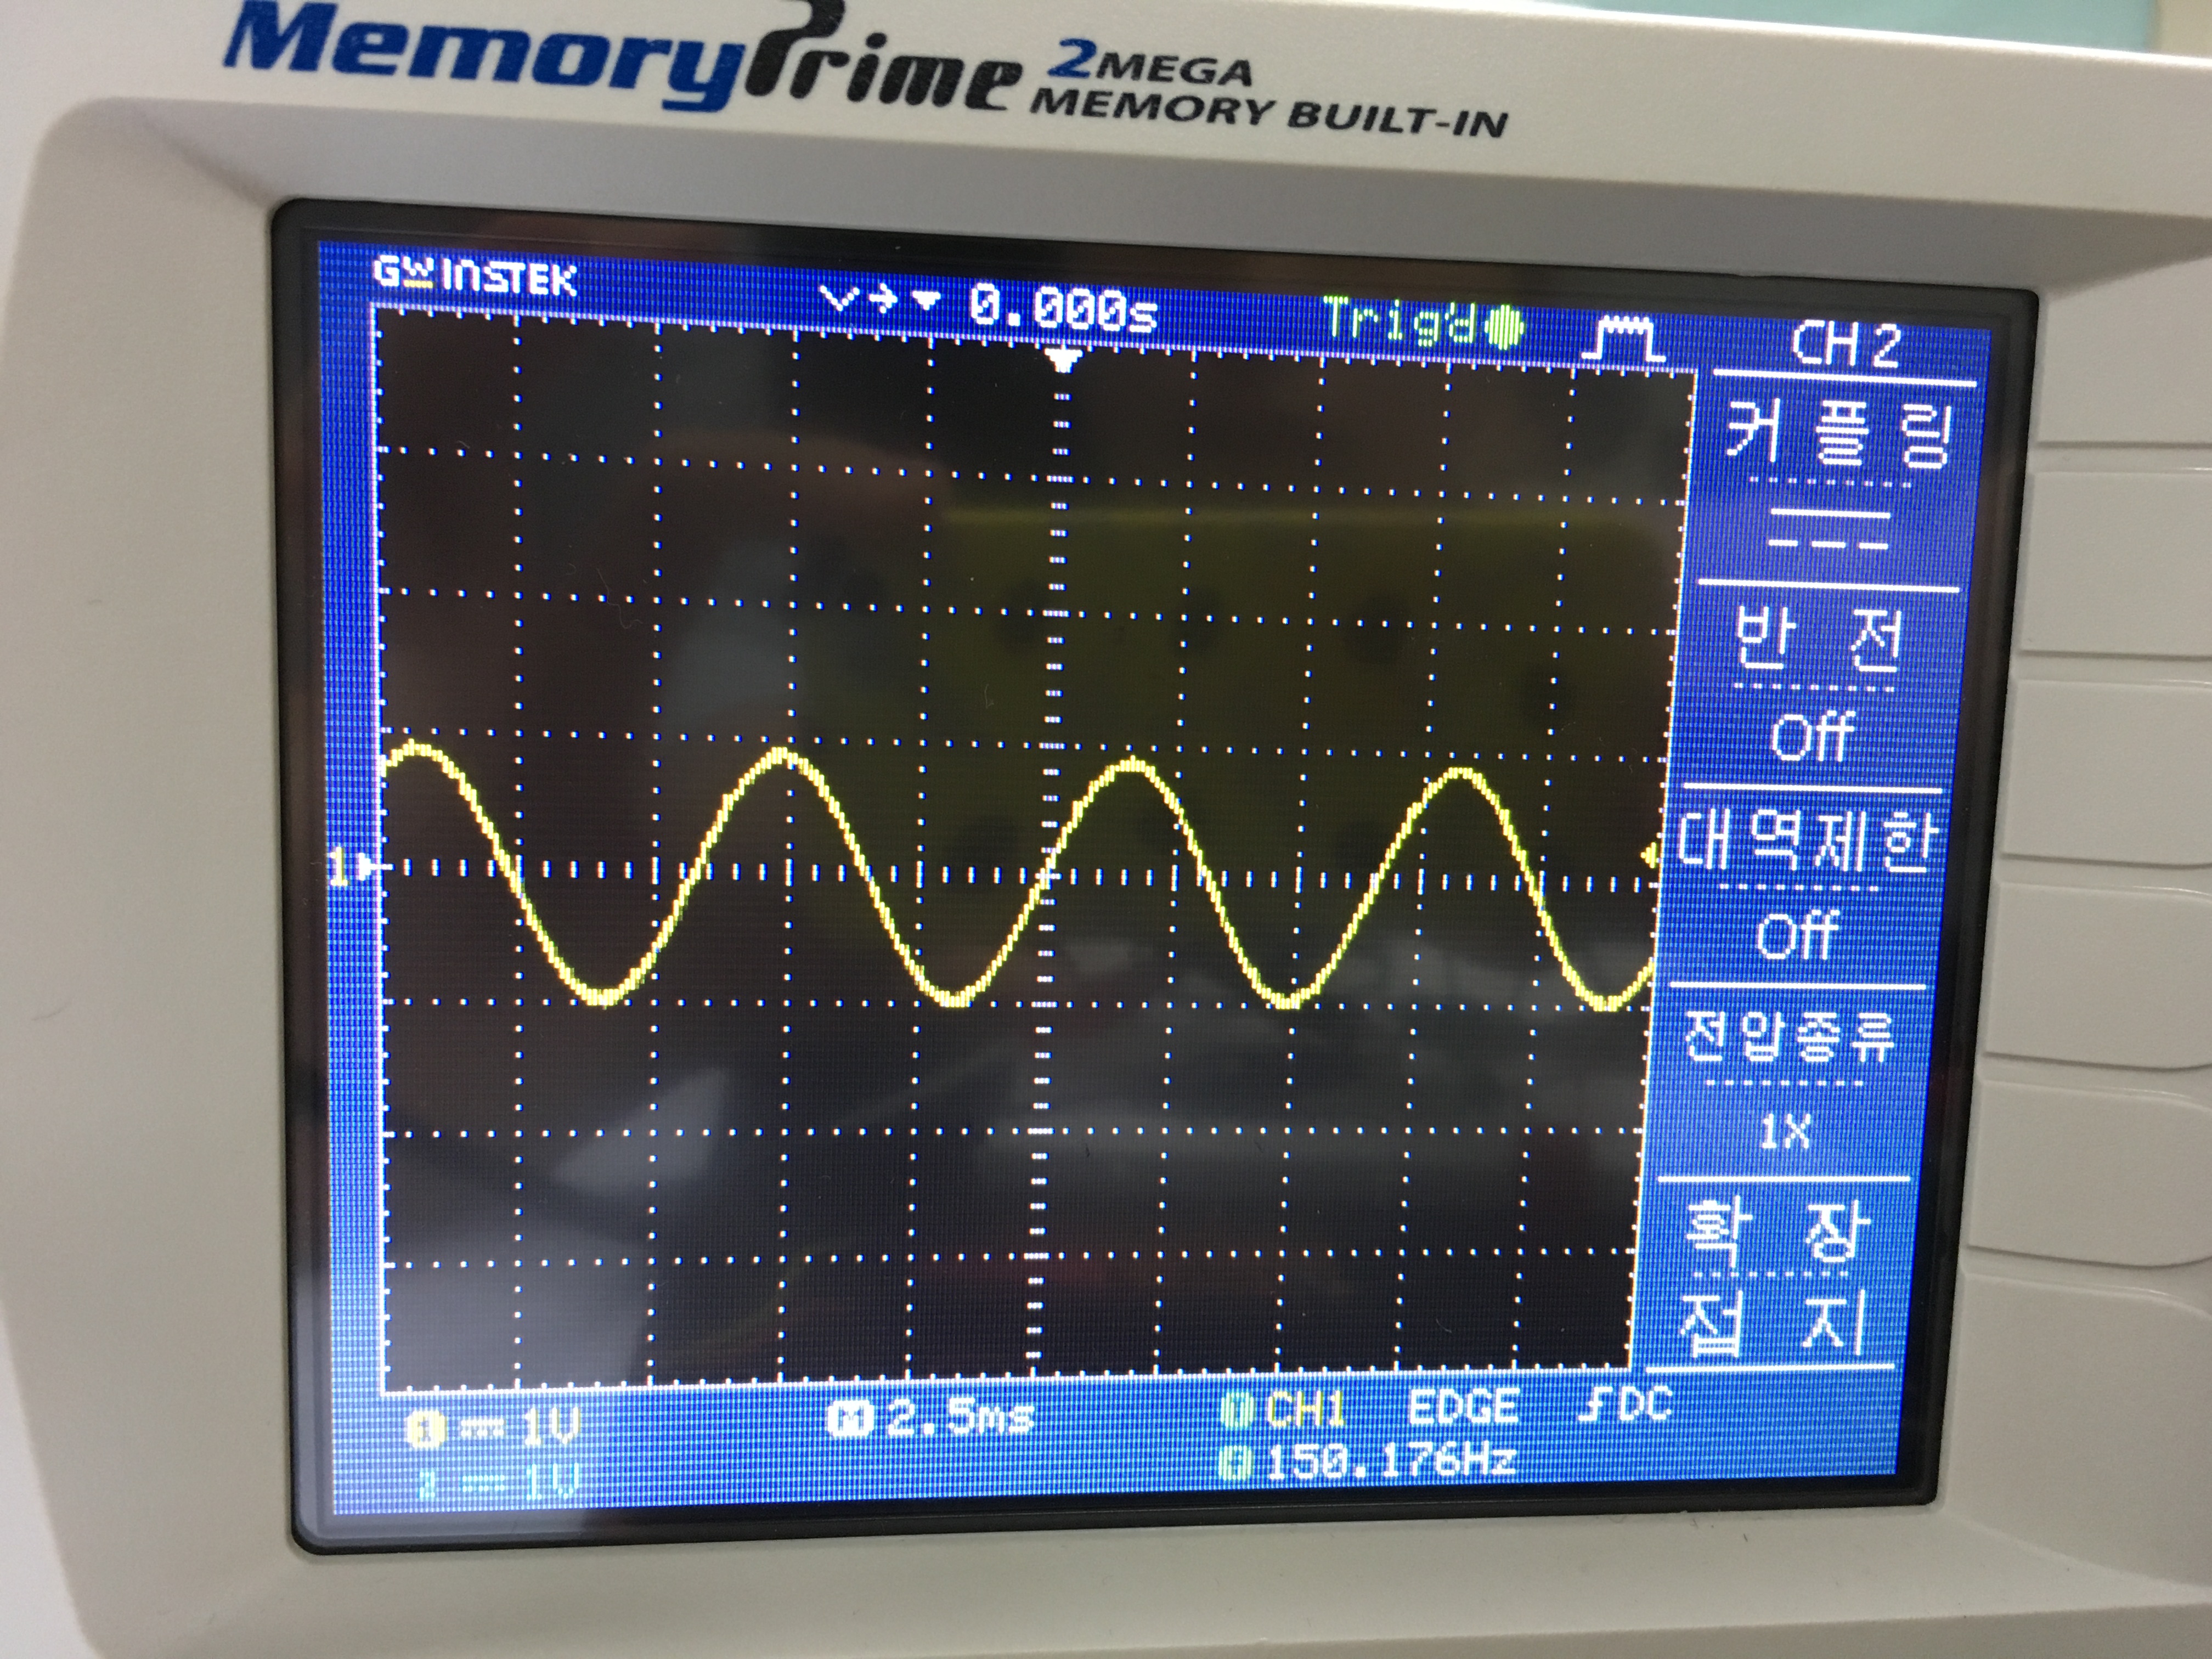 MemoryPrime 2MEGA
MEMORY BUILT-IN
GW INSTEK
0.000s
Trig'd
CH2
커플링
반전
Off
대역제한
Off
전압종류
1X
확장
접지
1
1 1V
M 2.5ms
CH1 EDGE DC
2 1V
150.176Hz